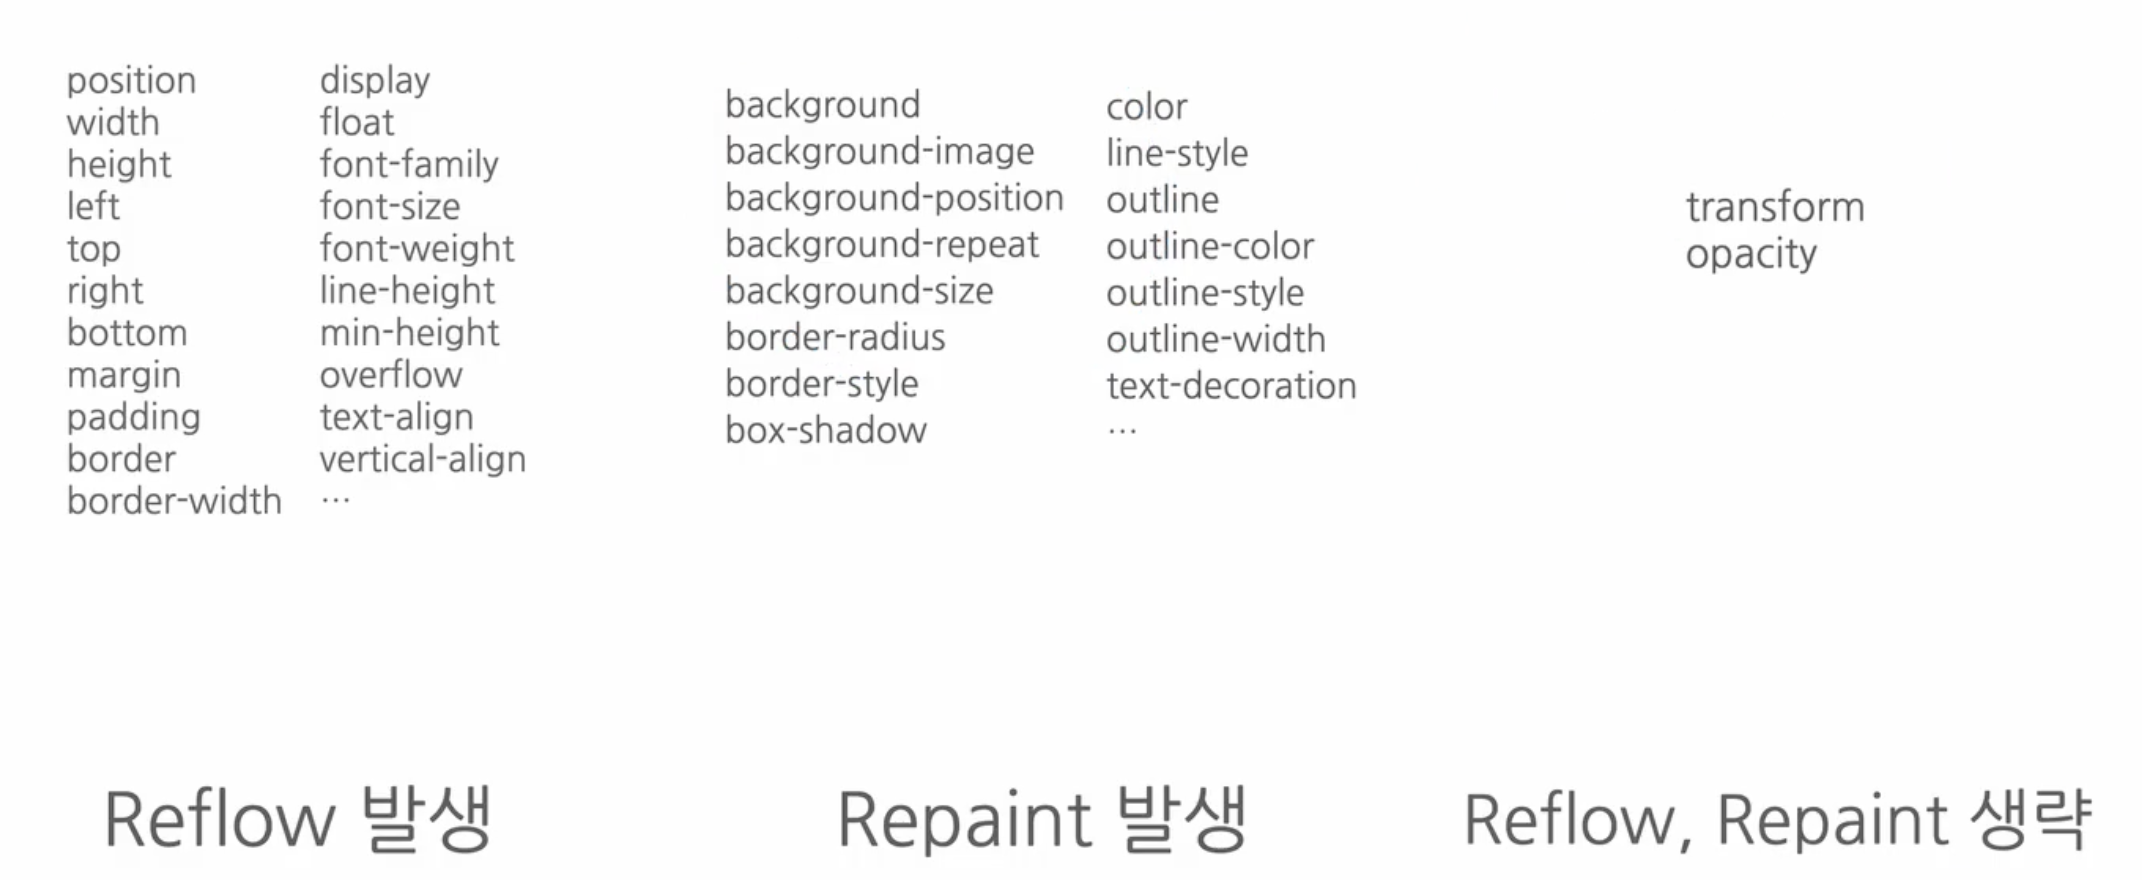 position
width
height
left
top
right
bottom
margin
padding
border
border-width
display
float
font-family
font-size
font-weight
line-height
min-height
overflow
text-align
vertical-align
...
Reflow 발생
background
background-image
background-position
background-repeat
background-size
border-radius
border-style
box-shadow
color
line-style
outline
outline-color
outline-style
outline-width
text-decoration
...
Repaint 발생
transform
opacity
Reflow, Repaint 생략